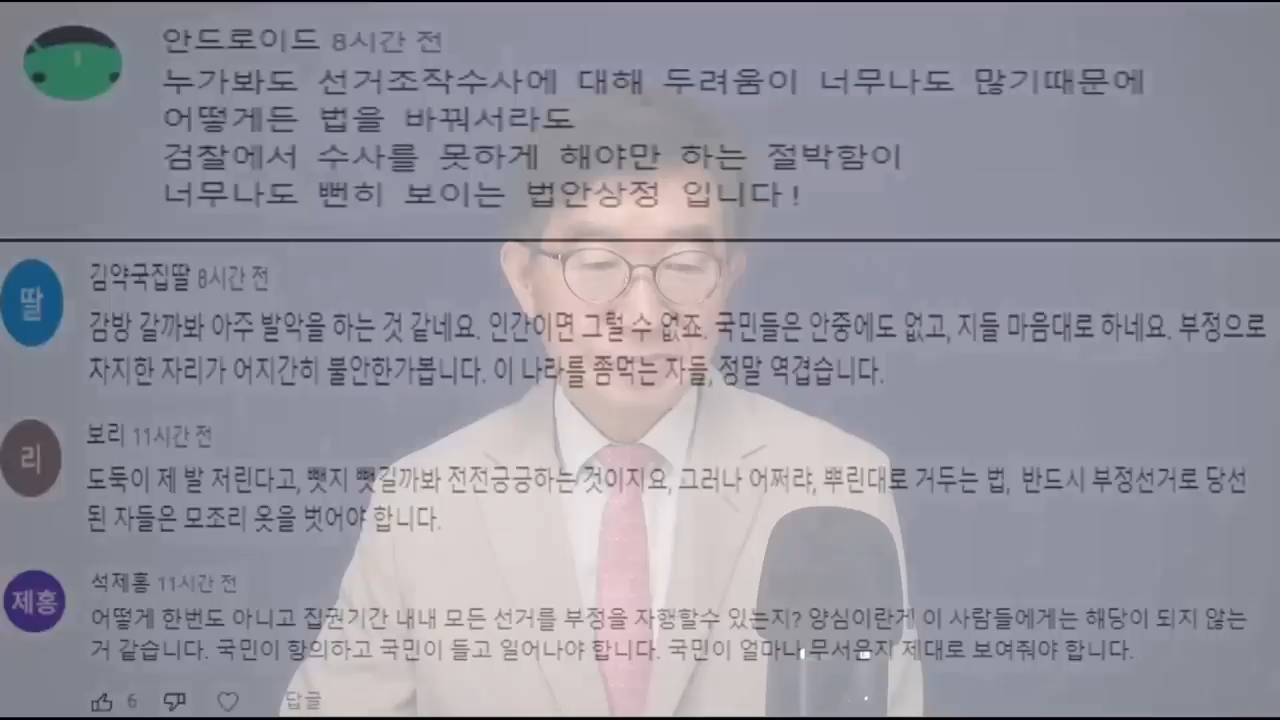 안드로이드 8시간 전
누가봐도 선거조작수사에 대해 두려움이 너무나도 많기때문에
어떻게든 법을 바꿔서라도
검찰에서 수사를 못하게 해야만 하는 절박함이
너무나도 뻔히 보이는 법안상정 입니다!
딸
김약국집딸 8시간 전
감방 갈까봐 아주 발악을 하는 것 같네요. 인간이면 그럴 수 없죠. 국민들은 안중에도 없고, 지들 마음대로 하네요. 부정으로
차지한 자리가 어지간히 불안한가봅니다. 이 나라를 좀먹는 자들, 정말 역겹습니다.
리
보리 11시간 전
도둑이 제 발 저린다고, 뺏지 뺏길까봐 전전긍긍하는 것이지요, 그러나 어쩌랴, 뿌린대로 거두는 법, 반드시 부정선거로 당선
된 자들은 모조리 옷을 벗어야 합니다.
제홍
석제홍 11시간 전
어떻게 한번도 아니고 집권기간 내내 모든 선거를 부정을 자행할수 있는지? 양심이란게 이 사람들에게는 해당이 되지 않는
거 같습니다. 국민이 항의하고 국민이 들고 일어나야 합니다. 국민이 얼마나 무서운지 제대로 보여줘야 합니다.
6 답글